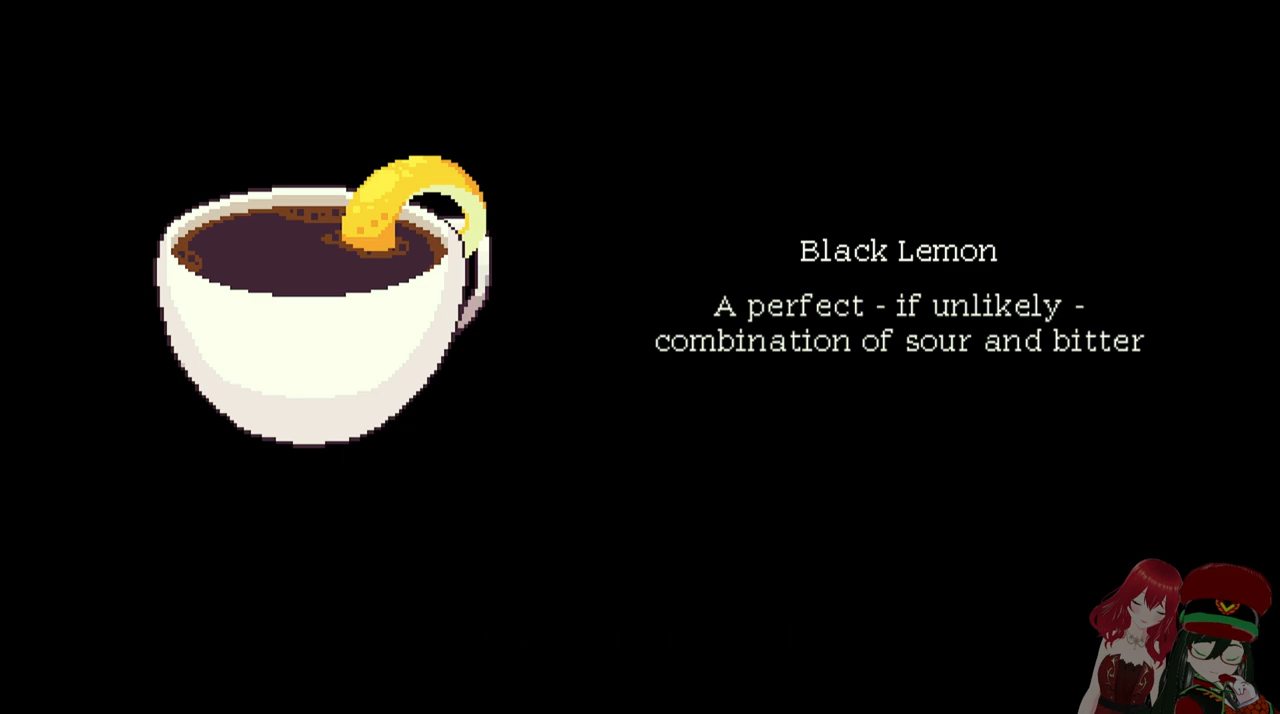 Black Lemon
A perfect - if unlikely -
combination of sour and bitter